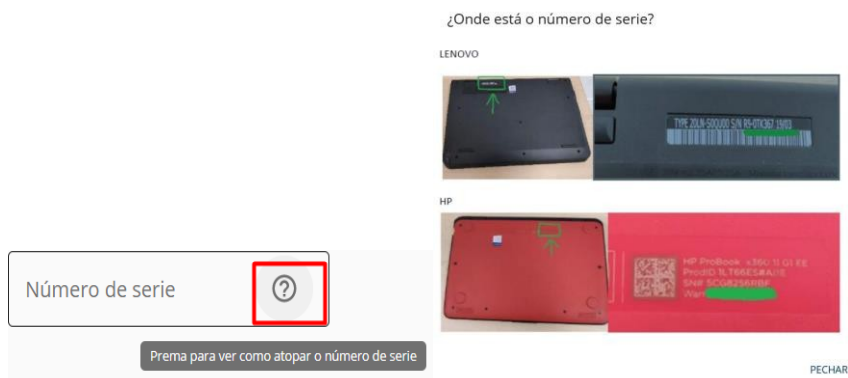 ¿Onde está o número de serie?
LENOVO
TYPE 20LN-S0QU00 S/N R9-0TK367 19/03
HP
HP ProBook x360 11 G1 EE
ProdID 1LT66ES#ABE
SN# 5CG8256RBF
Número de serie
Prema para ver como atopar o número de serie
PECHAR